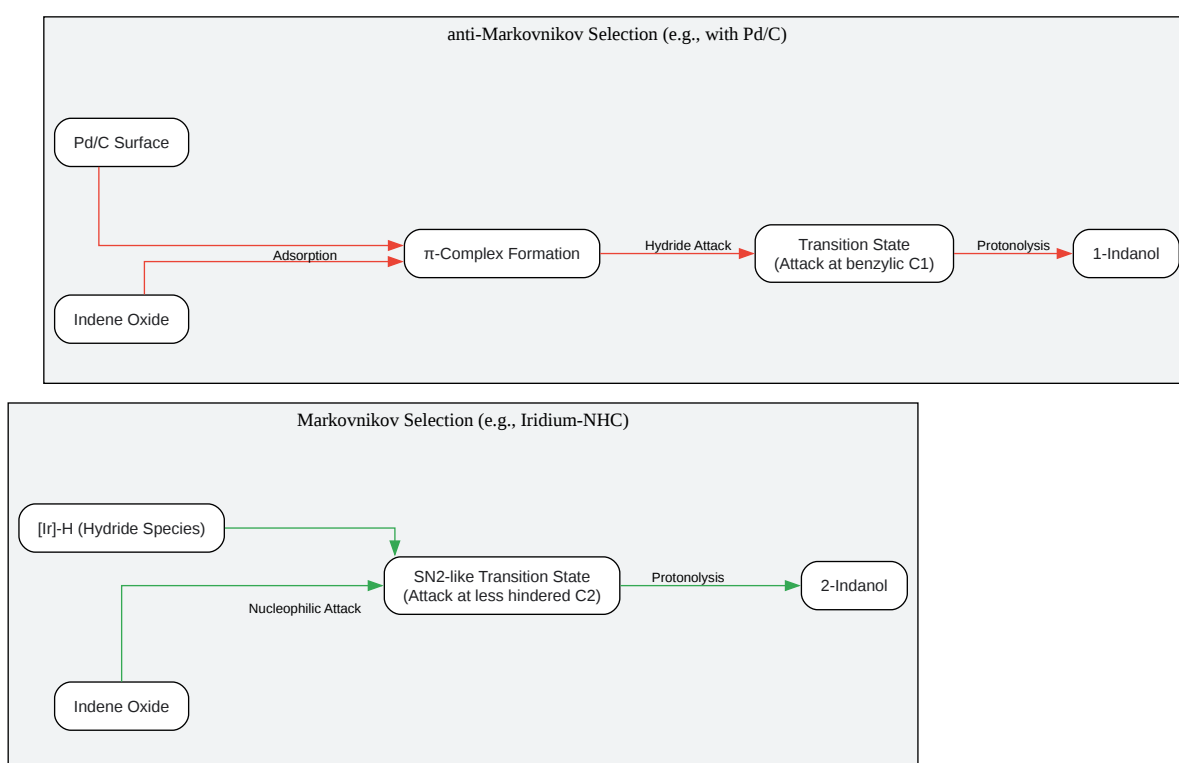 anti-Markovnikov Selection (e.g., with Pd/C)
Pd/C Surface
Adsorption
Indene Oxide
π-Complex Formation
Hydride Attack
Transition State
(Attack at benzylic C1)
Protonolysis
1-Indanol
Markovnikov Selection (e.g., Iridium-NHC)
[Ir]-H (Hydride Species)
Nucleophilic Attack
Indene Oxide
SN2-like Transition State
(Attack at less hindered C2)
Protonolysis
2-Indanol